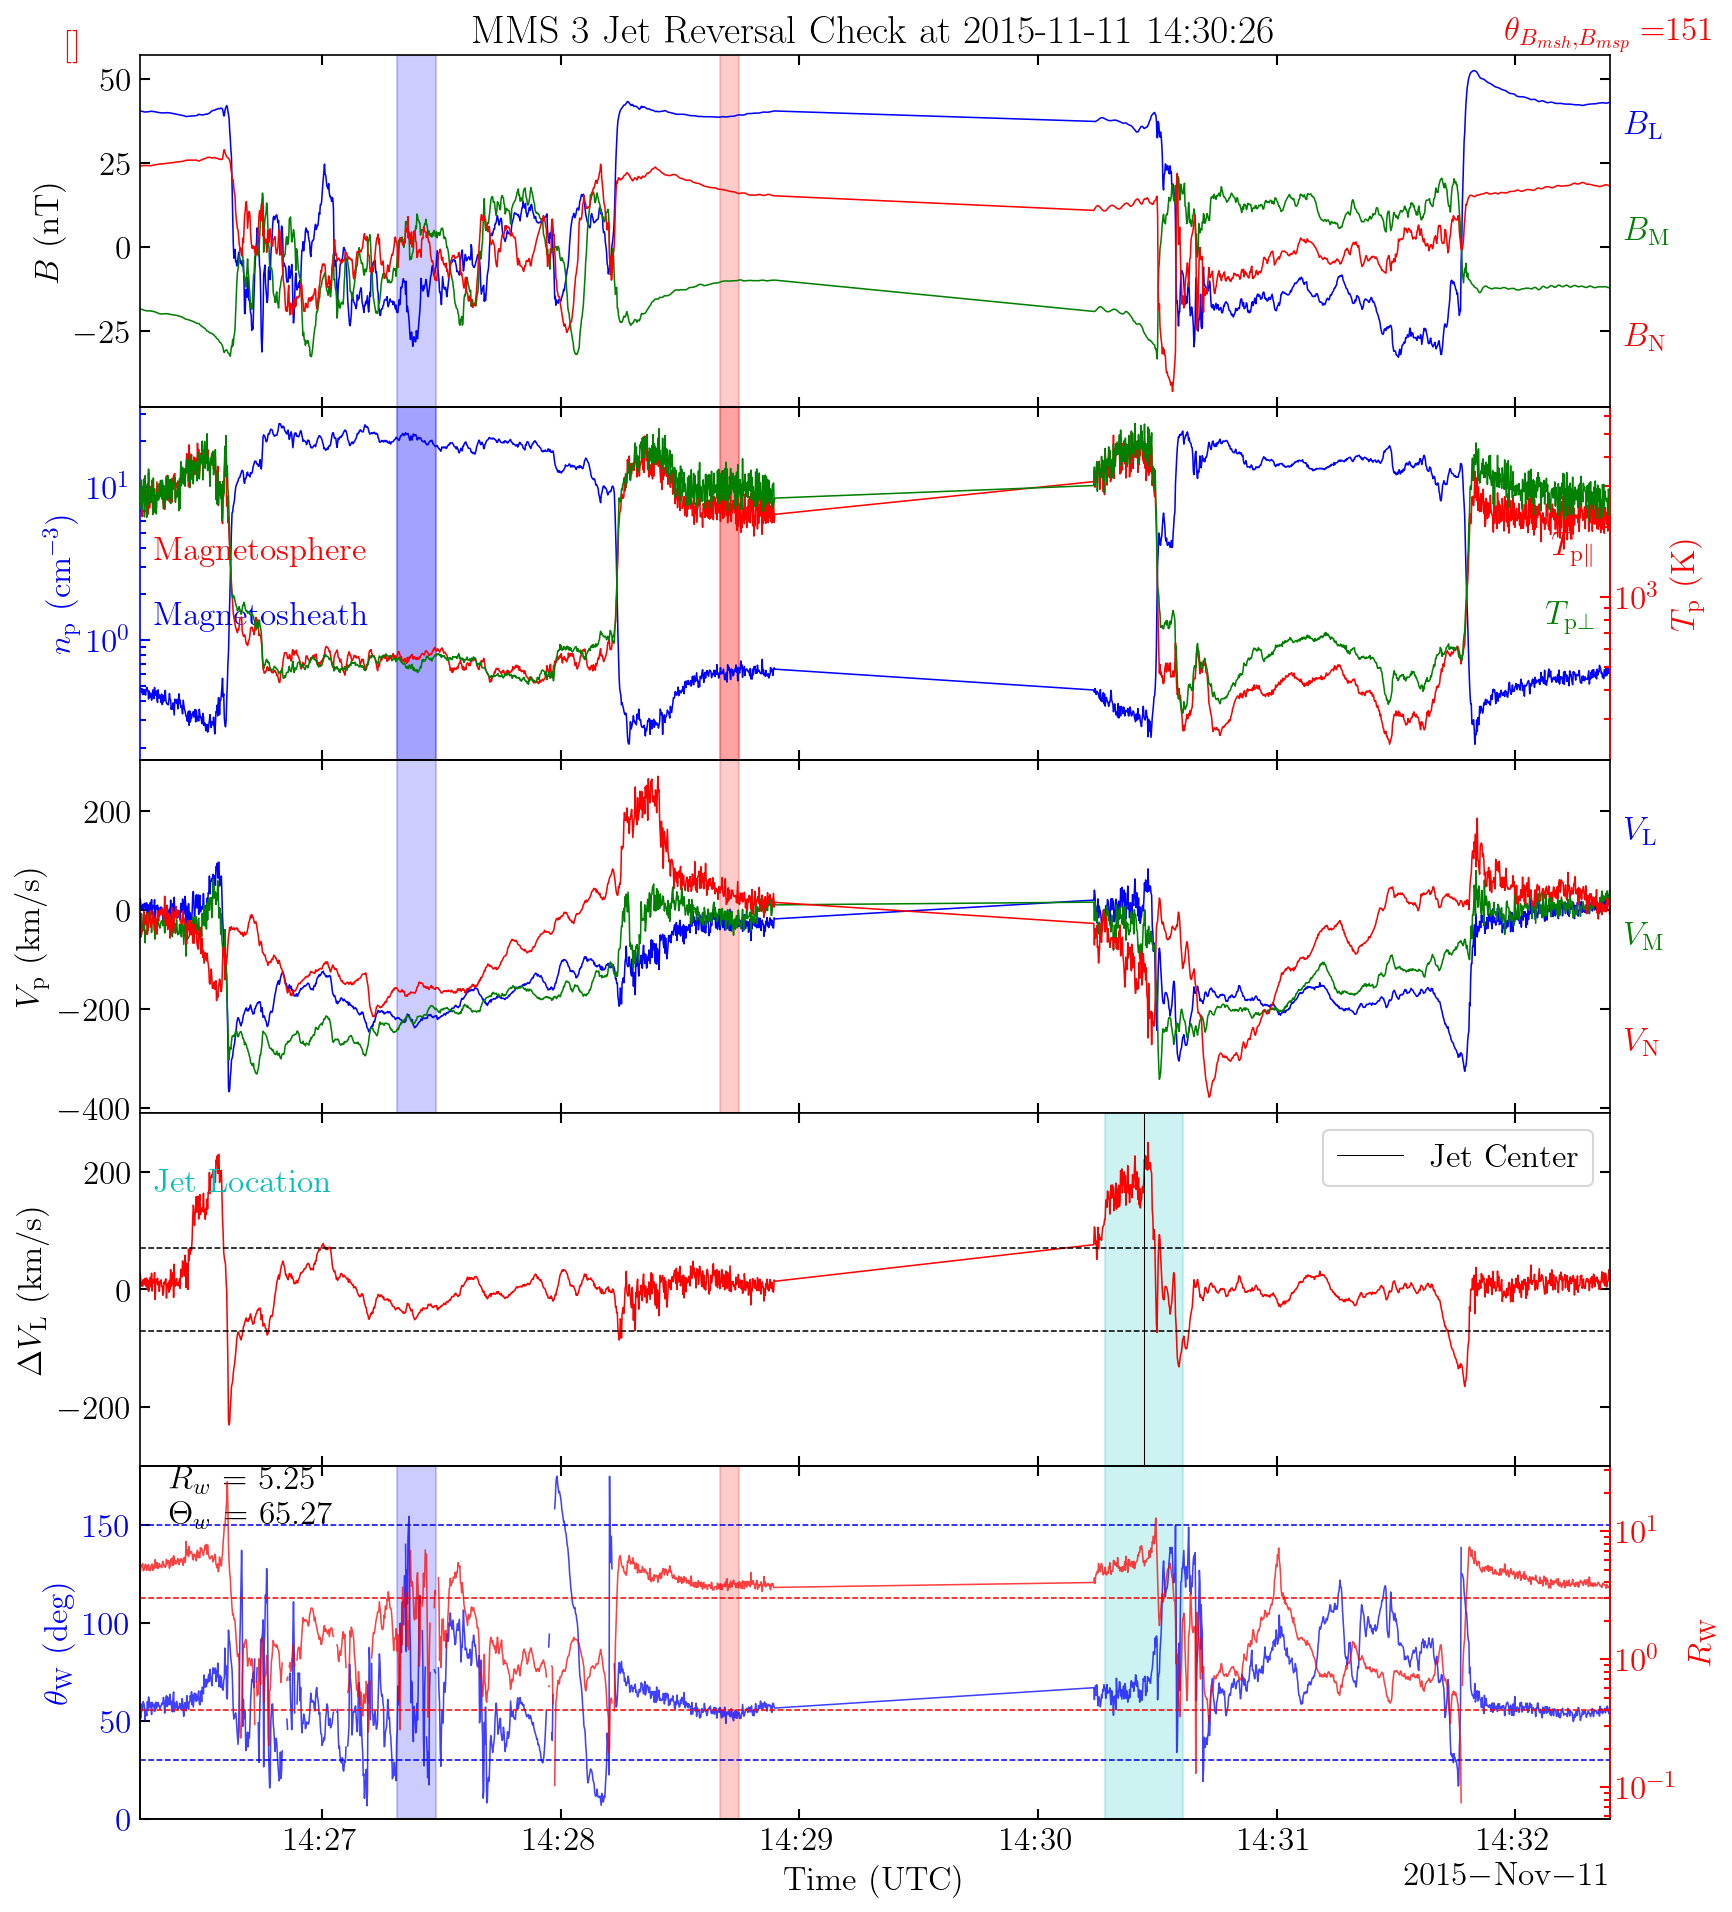 MMS 3 Jet Reversal Check at 2015-11-11 14:30:26
[]
θ_{B_{msh},B_{msp}} =151
50
25
0
−25
B (nT)
B_L
B_M
B_N
10^1
10^0
n_p (cm^{−3})
Magnetosphere
Magnetosheath
T_{p∥}
T_{p⊥}
10^3
T_p (K)
200
0
−200
−400
V_p (km/s)
V_L
V_M
V_N
200
0
−200
ΔV_L (km/s)
Jet Location
Jet Center
R_w = 5.25
Θ_w = 65.27
150
100
50
0
θ_W (deg)
10^1
10^0
10^{−1}
R_W
14:27 14:28 14:29 14:30 14:31 14:32
Time (UTC)
2015−Nov−11